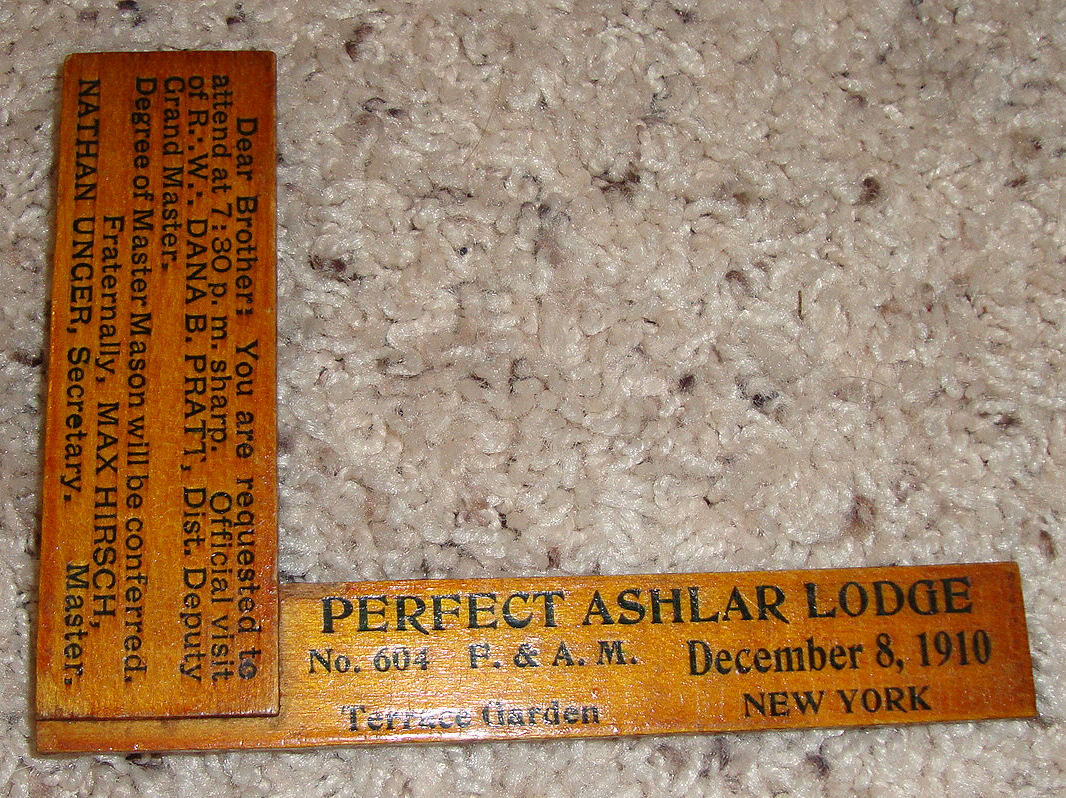 Dear Brother: You are requested to
attend at 7:30 p. m. sharp. Official visit
of R∴W∴ DANA B. PRATT, Dist. Deputy
Grand Master.
Degree of Master Mason will be conferred.
Fraternally, MAX HIRSCH,
NATHAN UNGER, Secretary. Master.
PERFECT ASHLAR LODGE
No. 604 F. & A. M. December 8, 1910
Terrace Garden NEW YORK